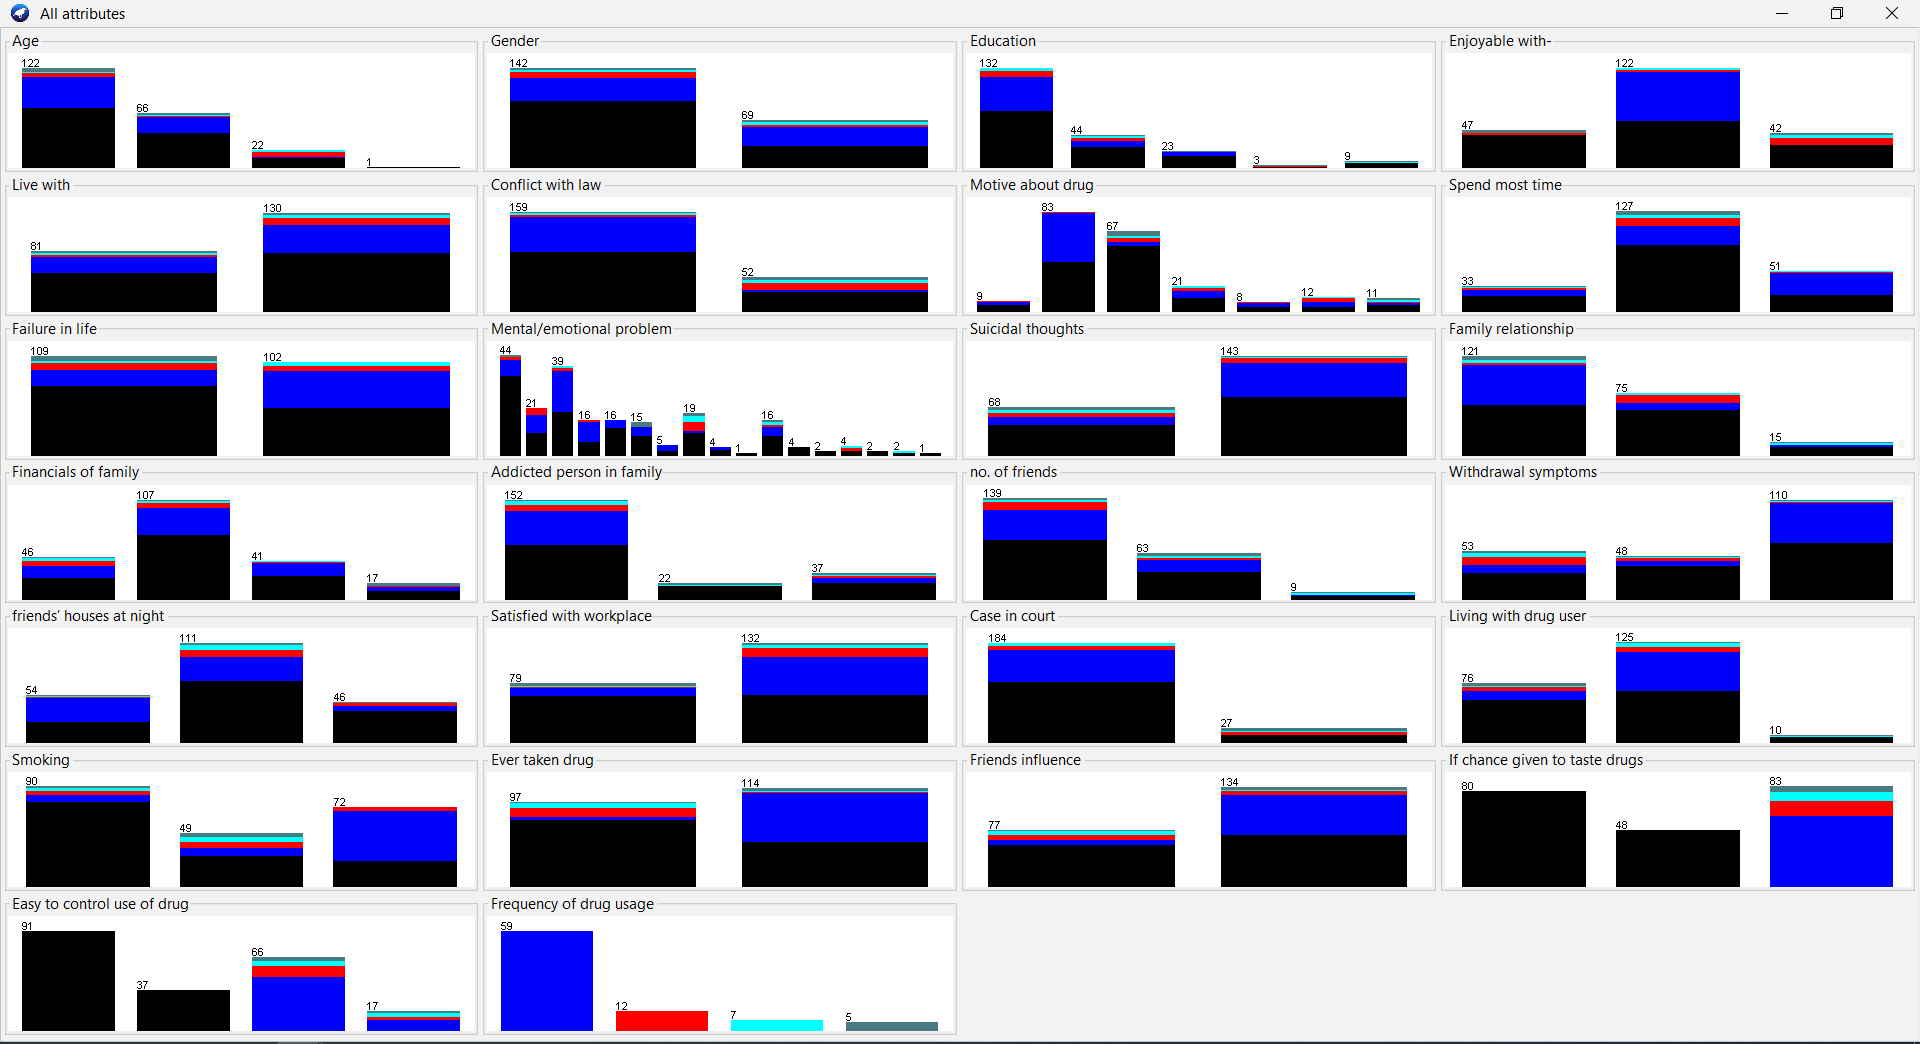 All attributes
Age Gender Education Enjoyable with-
122 66 22 1 142 69 132 44 23 3 9 47 122 42
Live with Conflict with law Motive about drug Spend most time
81 130 159 52 9 83 67 21 8 12 11 33 127 51
Failure in life Mental/emotional problem Suicidal thoughts Family relationship
109 102 44 21 39 16 16 15 5 19 4 1 16 4 2 4 2 2 1 68 143 121 75 15
Financials of family Addicted person in family no. of friends Withdrawal symptoms
46 107 41 17 152 22 37 139 63 9 53 48 110
friends’ houses at night Satisfied with workplace Case in court Living with drug user
54 111 46 79 132 184 27 76 125 10
Smoking Ever taken drug Friends influence If chance given to taste drugs
90 49 72 97 114 77 134 80 48 83
Easy to control use of drug Frequency of drug usage
91 37 66 17 59 12 7 5